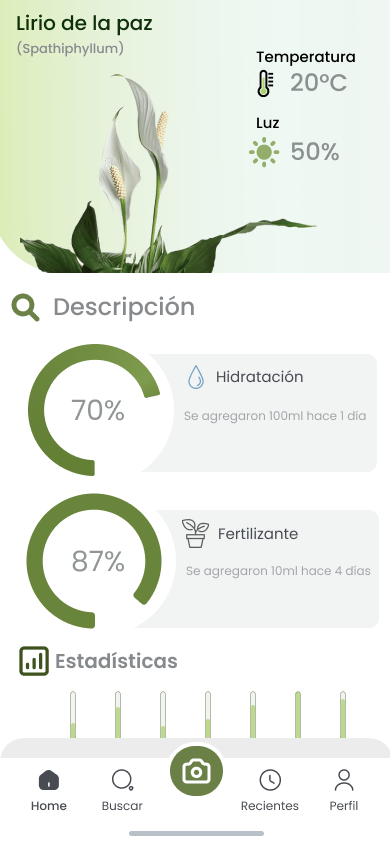 Lirio de la paz
(Spathiphyllum)
Temperatura
20°C
Luz
50%
Descripción
70%
Hidratación
Se agregaron 100ml hace 1 día
87%
Fertilizante
Se agregaron 10ml hace 4 días
Estadísticas
Home
Buscar
Recientes
Perfil